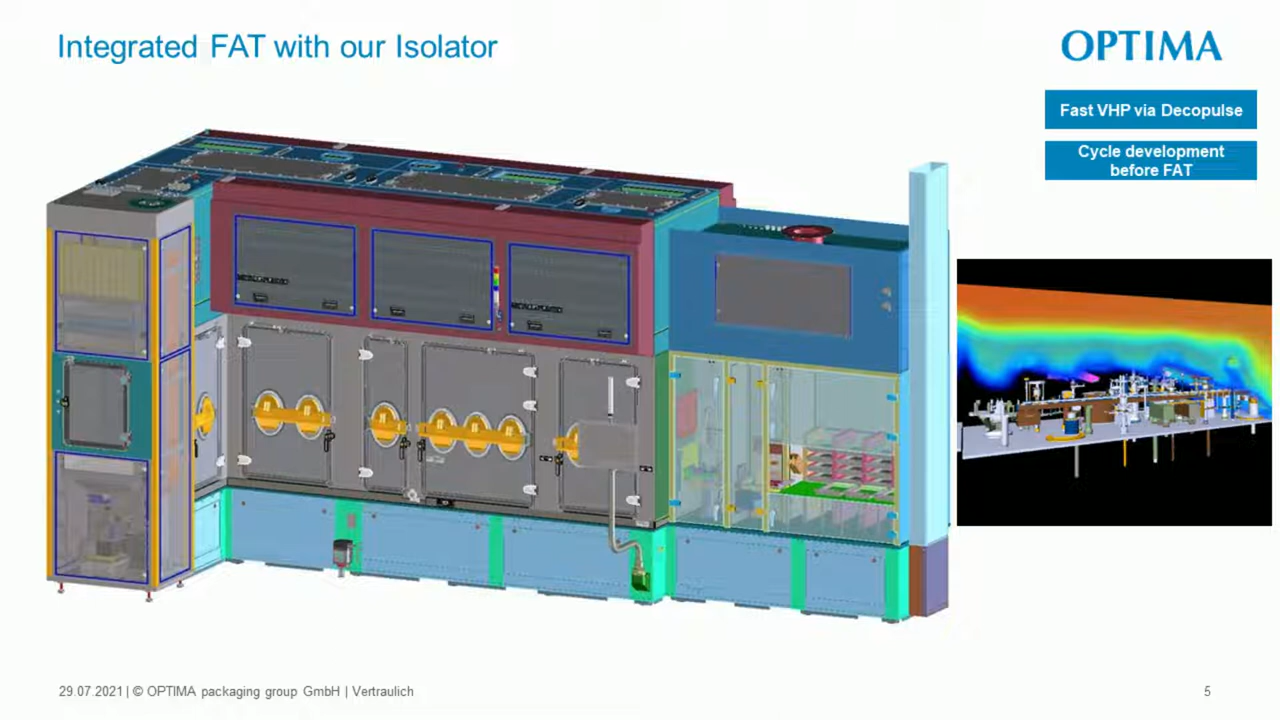 Integrated FAT with our Isolator
OPTIMA
Fast VHP via Decopulse
Cycle development
before FAT
29.07.2021 | © OPTIMA packaging group GmbH | Vertraulich
5